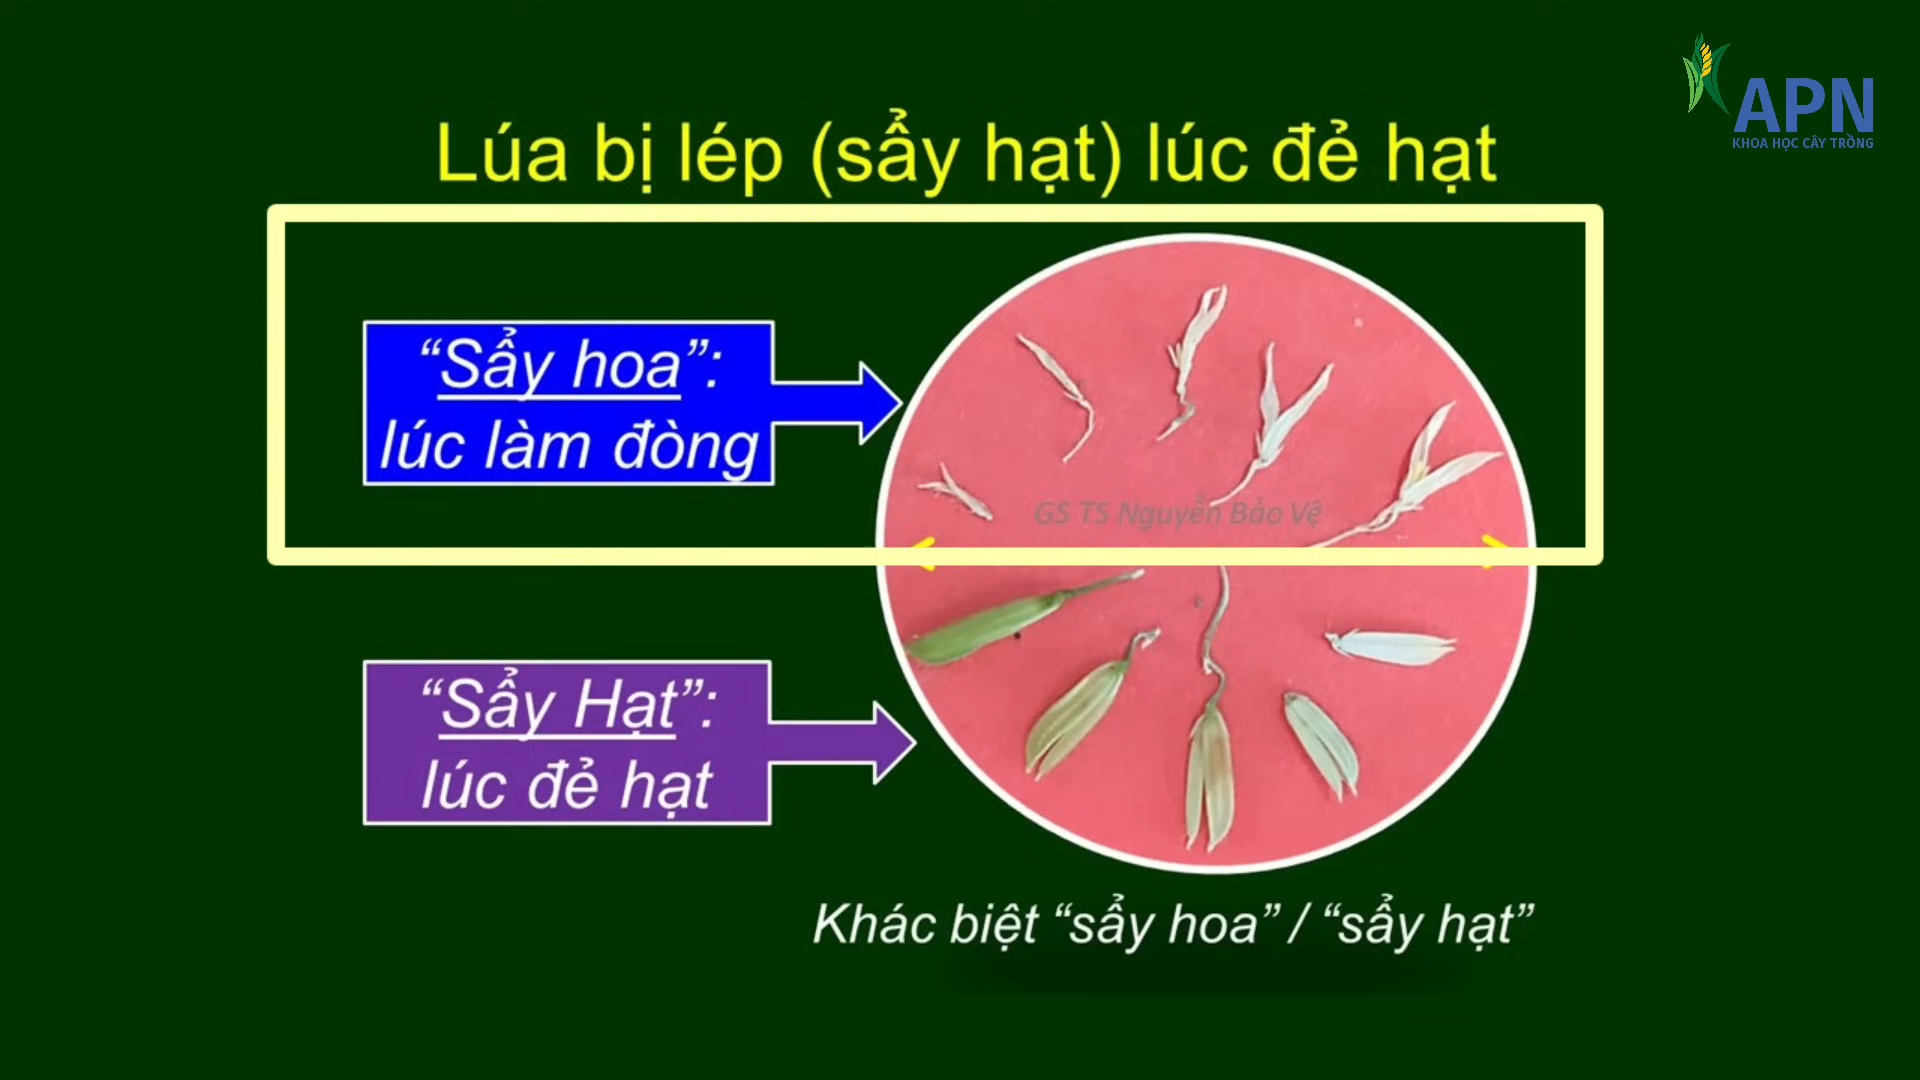 APN
KHOA HỌC CÂY TRỒNG
Lúa bị lép (sẩy hạt) lúc đẻ hạt
“Sẩy hoa”:
lúc làm đòng
GS TS Nguyễn Bảo Vệ
“Sẩy Hạt”:
lúc đẻ hạt
Khác biệt “sẩy hoa” / “sẩy hạt”